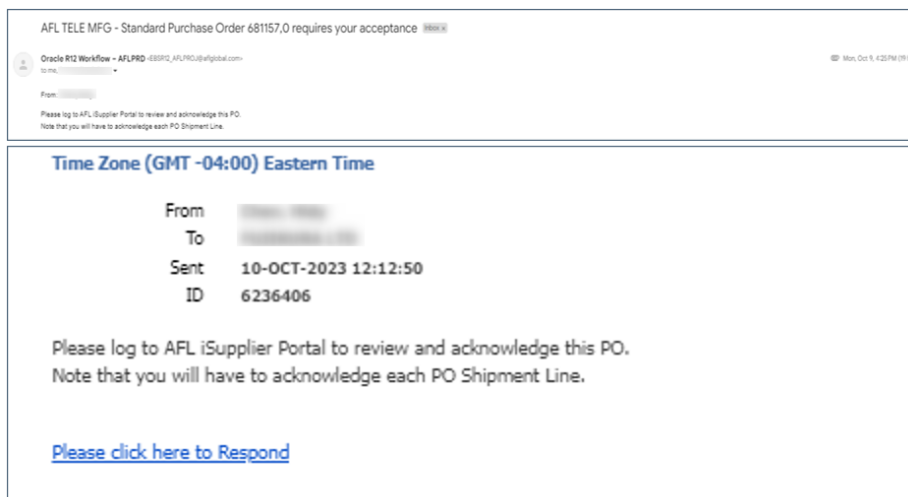 AFL TELE MFG - Standard Purchase Order 681157,0 requires your acceptance Inbox x
Oracle R12 Workflow – AFLPRD
to me,
Mon, Oct 9, 4:25 PM
From:
Please log to AFL iSupplier Portal to review and acknowledge this PO.
Note that you will have to acknowledge each PO Shipment Line.
Time Zone (GMT -04:00) Eastern Time
From
To
Sent 10-OCT-2023 12:12:50
ID 6236406
Please log to AFL iSupplier Portal to review and acknowledge this PO.
Note that you will have to acknowledge each PO Shipment Line.
Please click here to Respond